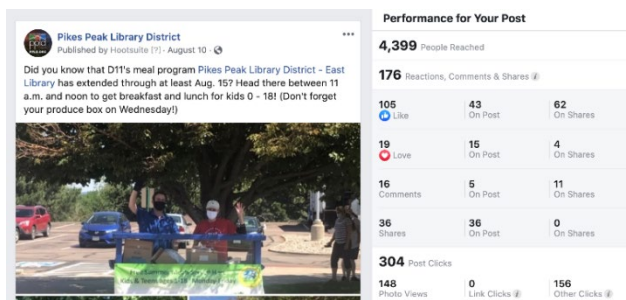 Pikes Peak Library District
Published by Hootsuite [?] · August 10 ·
Did you know that D11's meal program Pikes Peak Library District - East
Library has extended through at least Aug. 15? Head there between 11
a.m. and noon to get breakfast and lunch for kids 0 - 18! (Don't forget
your produce box on Wednesday!)
Performance for Your Post
4,399 People Reached
176 Reactions, Comments & Shares
105 Like
43 On Post
62 On Shares
19 Love
15 On Post
4 On Shares
16 Comments
5 On Post
11 On Shares
36 Shares
36 On Post
0 On Shares
304 Post Clicks
148 Photo Views
0 Link Clicks
156 Other Clicks